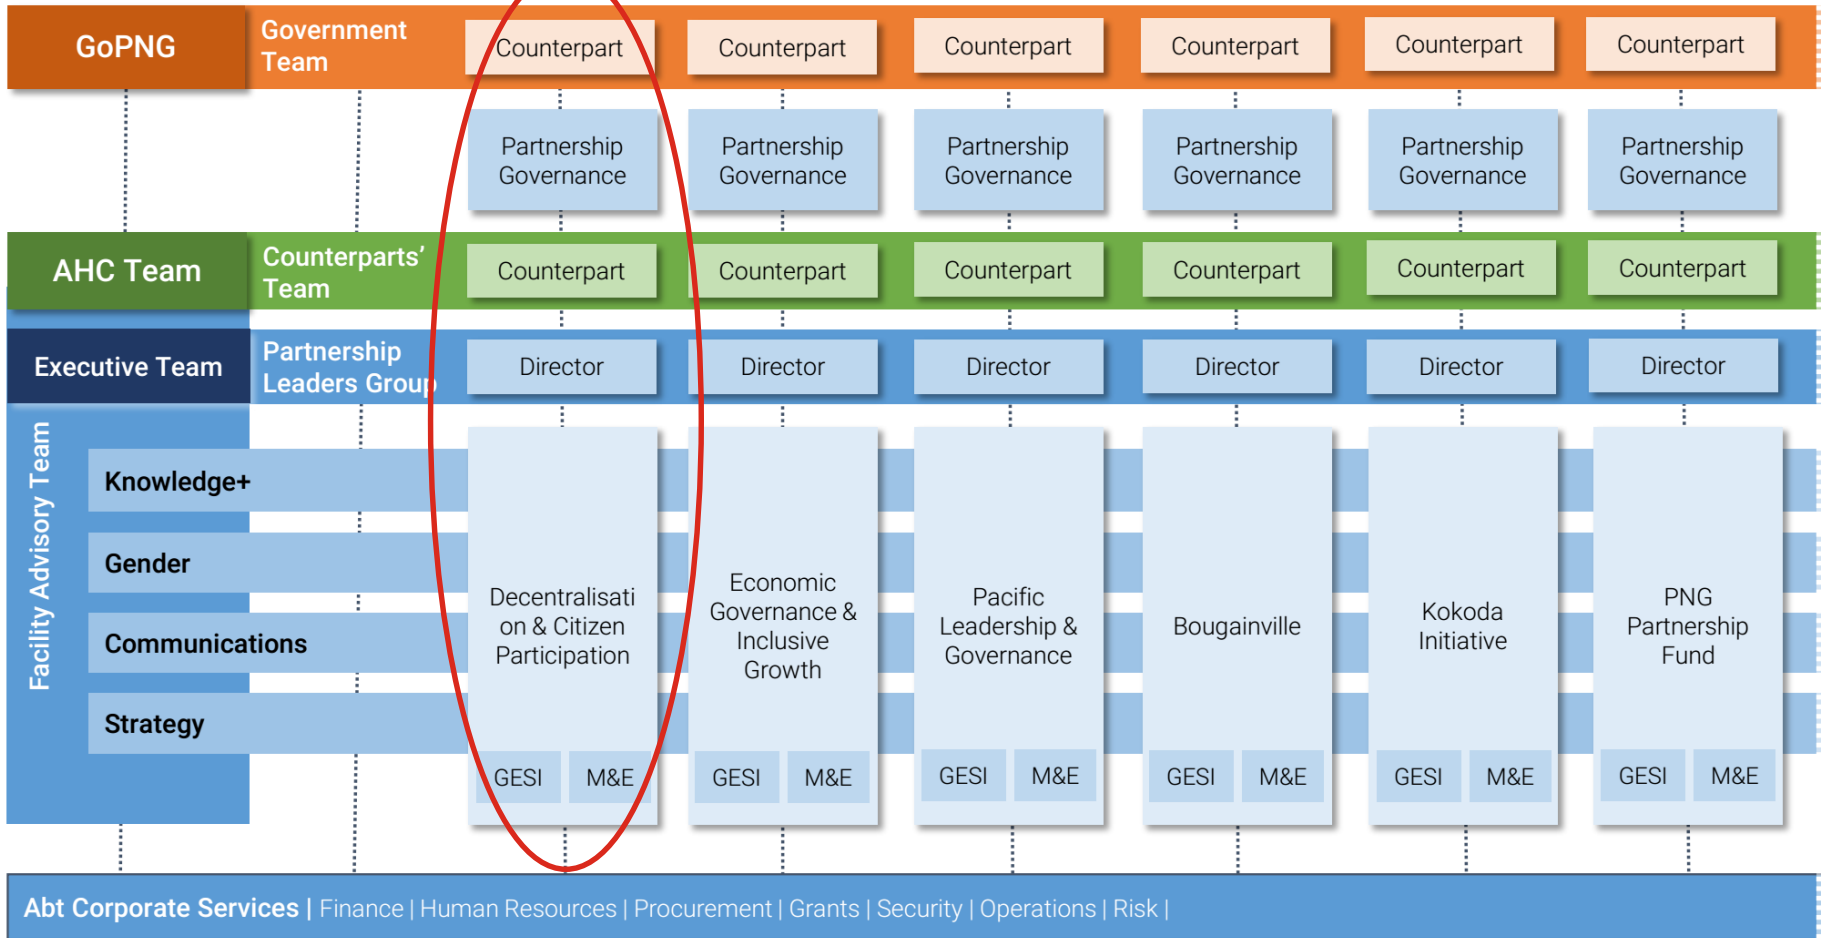 GoPNG
Government
Team
Counterpart
Counterpart
Counterpart
Counterpart
Counterpart
Counterpart
Partnership
Governance
Partnership
Governance
Partnership
Governance
Partnership
Governance
Partnership
Governance
Partnership
Governance
AHC Team
Counterparts’
Team
Counterpart
Counterpart
Counterpart
Counterpart
Counterpart
Counterpart
Executive Team
Partnership
Leaders Group
Director
Director
Director
Director
Director
Director
Facility Advisory Team
Knowledge+
Gender
Communications
Strategy
Decentralisati
on & Citizen
Participation
GESI
M&E
Economic
Governance &
Inclusive
Growth
GESI
M&E
Pacific
Leadership &
Governance
GESI
M&E
Bougainville
GESI
M&E
Kokoda
Initiative
GESI
M&E
PNG
Partnership
Fund
GESI
M&E
Abt Corporate Services | Finance | Human Resources | Procurement | Grants | Security | Operations | Risk |